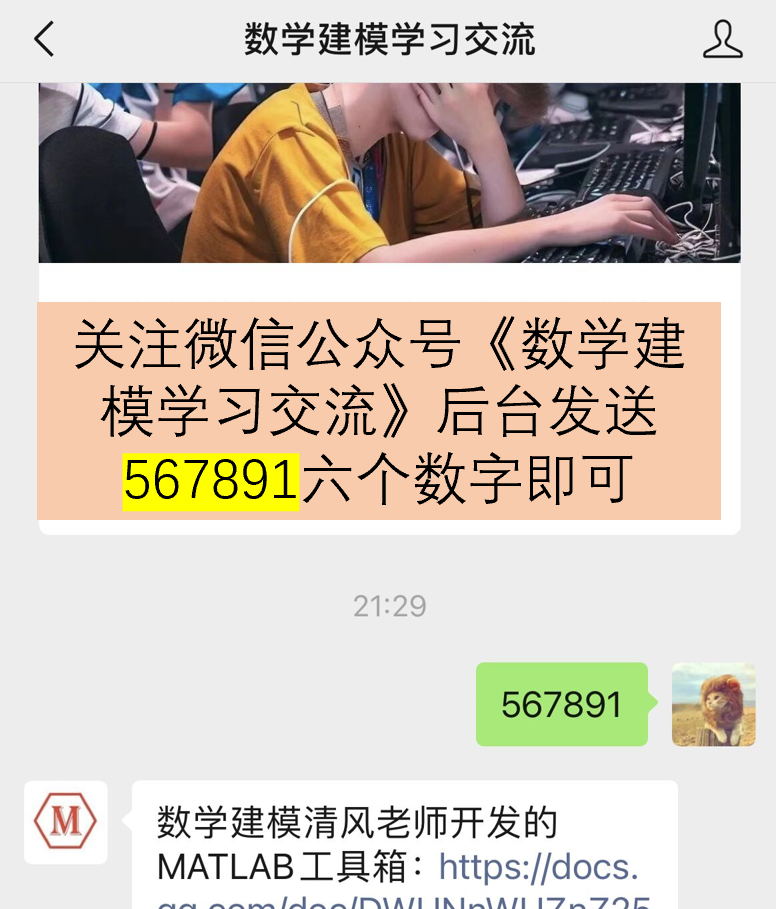 数学建模学习交流
关注微信公众号《数学建
模学习交流》后台发送
567891六个数字即可
21:29
567891
M
数学建模清风老师开发的
MATLAB工具箱：https://docs.